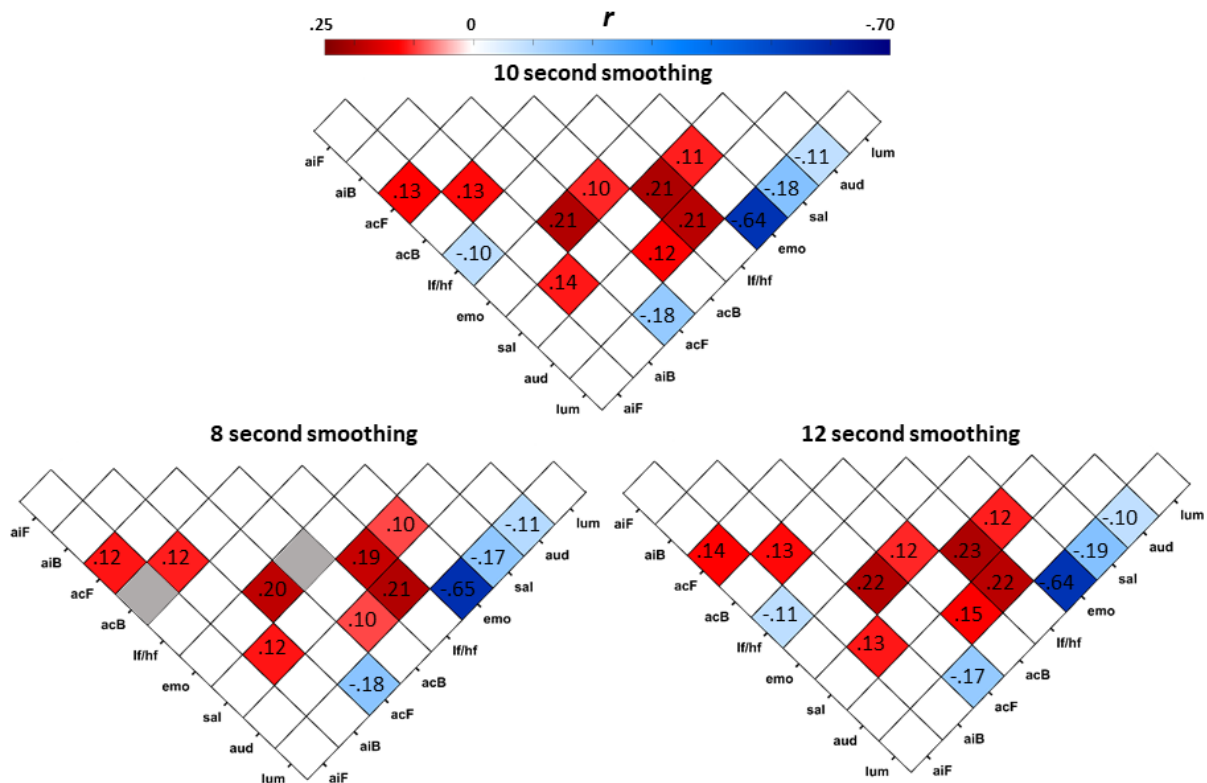 r
.25 0 -.70
10 second smoothing
lum
.11 -.11 aud
aiF
.13 .13 .10 .21 -.18 sal
aiB
.21 .21 -.64 emo
acF
-.10 .12 lf/hf
acB
.14 -.18 acB
lf/hf
acF
emo
aiB
sal
aiF
aud
lum
8 second smoothing
lum
.10 -.11 aud
aiF
.12 .12 .19 -.17 sal
aiB
.20 .21 -.65 emo
acF
.10 lf/hf
acB
.12 -.18 acB
lf/hf
acF
emo
aiB
sal
aiF
aud
lum
12 second smoothing
lum
.12 -.10 aud
aiF
.14 .13 .12 .23 -.19 sal
aiB
.22 .22 -.64 emo
acF
-.11 .15 lf/hf
acB
.13 -.17 acB
lf/hf
acF
emo
aiB
sal
aiF
aud
lum